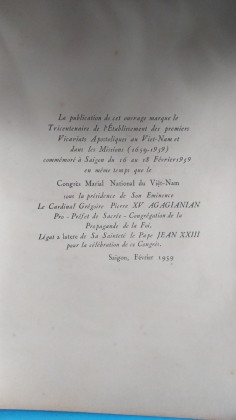 La publication de cet ouvrage marque le
Tricentenaire de l'Établissement des premiers
Vicariats Apostoliques au Viet-Nam et
dans les Missions (1659-1959)
commémoré à Saigon du 16 au 18 Février 1959
en même temps que le
Congrès Marial National du Việt-Nam
sous la présidence de Son Eminence
Le Cardinal Grégoire Pierre XV AGAGIANIAN
Pro - Préfet de Sacrée - Congrégation de la
Propagande de la Foi,
Légat a latere de Sa Sainteté le Pape JEAN XXIII
pour la célébration de ce Congrès.
Saigon, Février 1959